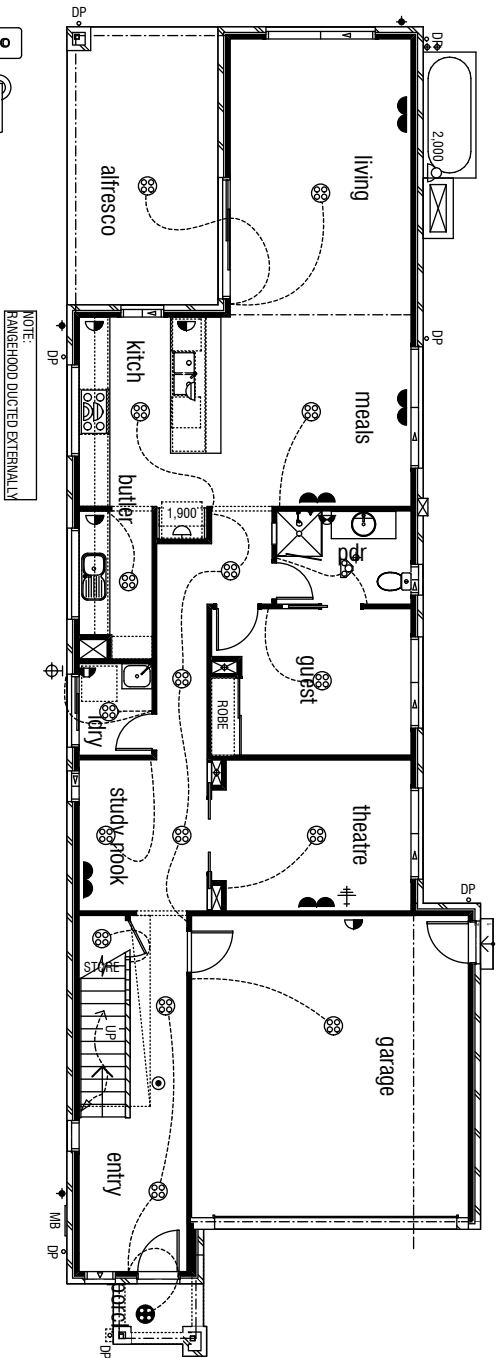 DP
DP
2,000
living
alfresco
NOTE:
RANGEHOOD DUCTED EXTERNALLY
DP
DP
kitch
meals
butler
1,900
pdr
guest
ROBE
ldry
study nook
theatre
DP
STORE
UP
garage
entry
MB
DP
porch
DP